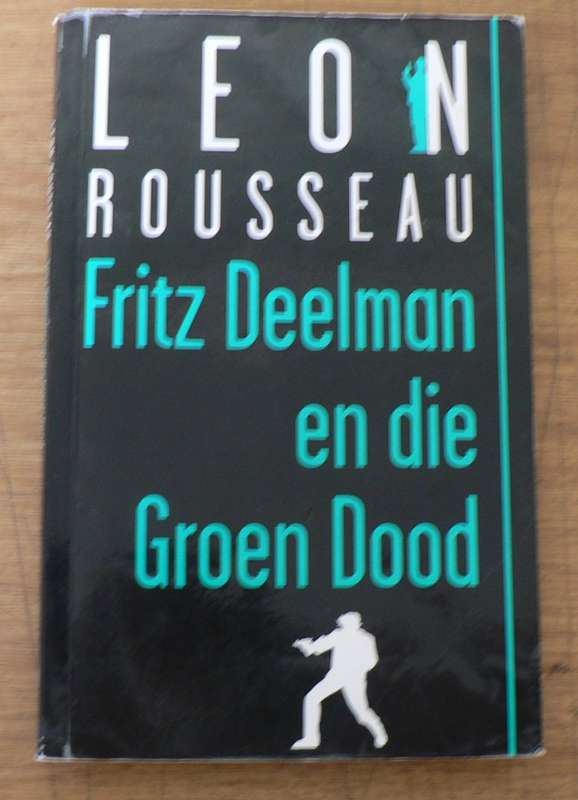 LEON
ROUSSEAU
Fritz Deelman
en die
Groen Dood